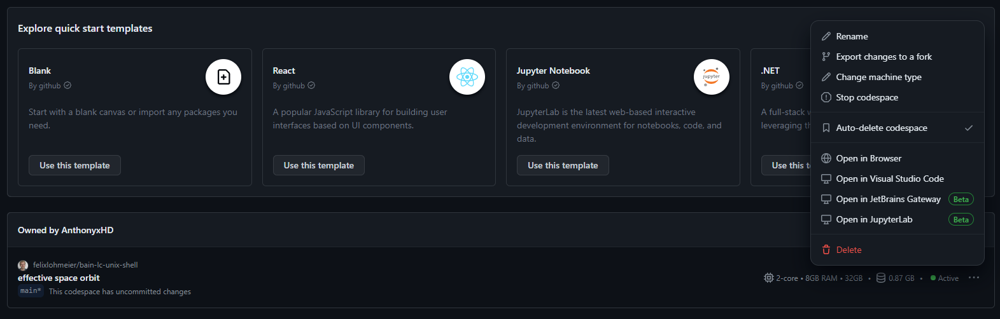 Explore quick start templates
Blank
By github
Start with a blank canvas or import any packages you
need.
Use this template
React
By github
A popular JavaScript library for building user
interfaces based on UI components.
Use this template
Jupyter Notebook
By github
jupyter
JupyterLab is the latest web-based interactive
development environment for notebooks, code, and
data.
Use this template
.NET
By github
A full-stack
leveraging
Use this
Rename
Export changes to a fork
Change machine type
Stop codespace
Auto-delete codespace
Open in Browser
Open in Visual Studio Code
Open in JetBrains Gateway Beta
Open in JupyterLab Beta
Delete
Owned by AnthonyxHD
felixlohmeier/bain-lc-unix-shell
effective space orbit
main* This codespace has uncommitted changes
2-core • 8GB RAM • 32GB • 0.87 GB • Active ...